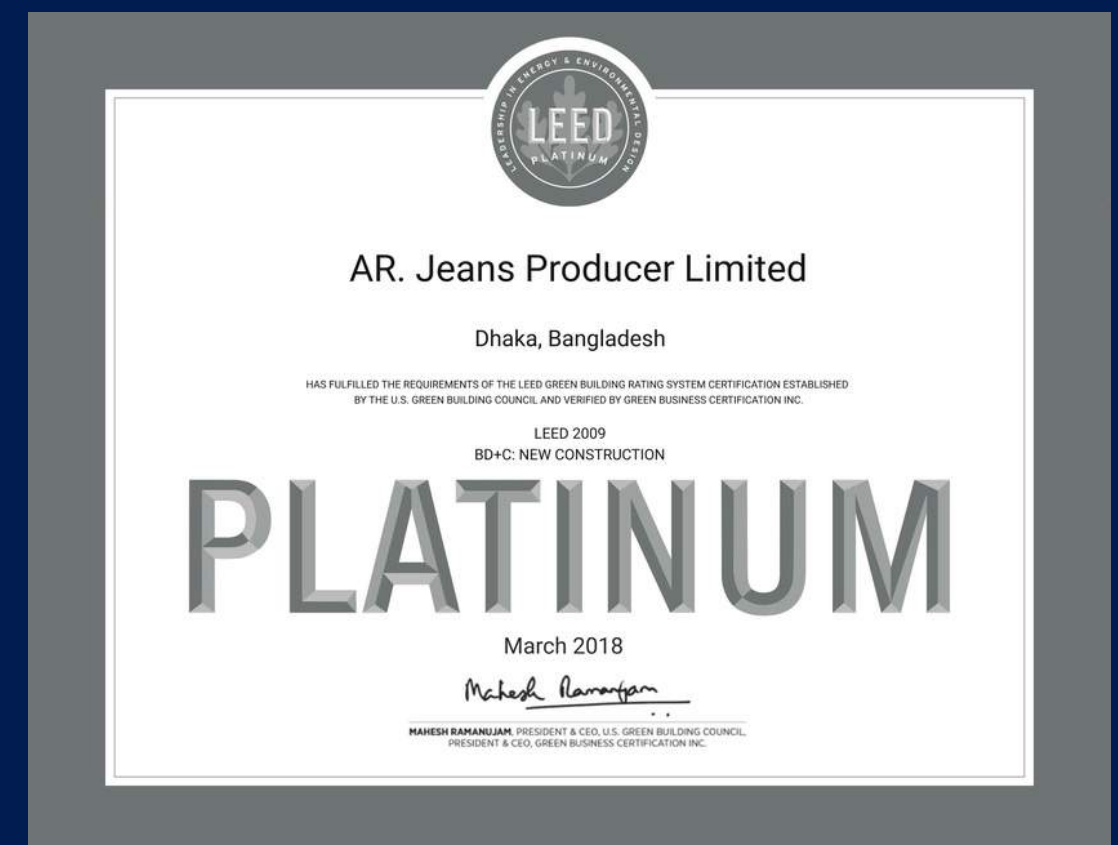 LEADERSHIP IN ENERGY & ENVIRONMENTAL DESIGN
LEED
PLATINUM
AR. Jeans Producer Limited
Dhaka, Bangladesh
HAS FULFILLED THE REQUIREMENTS OF THE LEED GREEN BUILDING RATING SYSTEM CERTIFICATION ESTABLISHED
BY THE U.S. GREEN BUILDING COUNCIL AND VERIFIED BY GREEN BUSINESS CERTIFICATION INC.
LEED 2009
BD+C: NEW CONSTRUCTION
PLATINUM
March 2018
Mahesh Ramanujam
MAHESH RAMANUJAM, PRESIDENT & CEO, U.S. GREEN BUILDING COUNCIL,
PRESIDENT & CEO, GREEN BUSINESS CERTIFICATION INC.